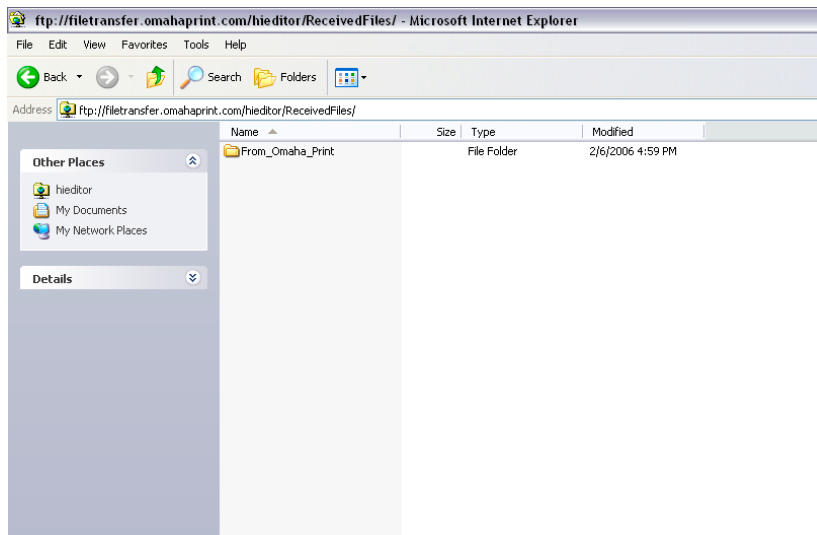 ftp://filetransfer.omahaprint.com/hieditor/ReceivedFiles/ - Microsoft Internet Explorer
File Edit View Favorites Tools Help
Back Search Folders
Address ftp://filetransfer.omahaprint.com/hieditor/ReceivedFiles/
Name Size Type Modified
From_Omaha_Print File Folder 2/6/2006 4:59 PM
Other Places
hieditor
My Documents
My Network Places
Details